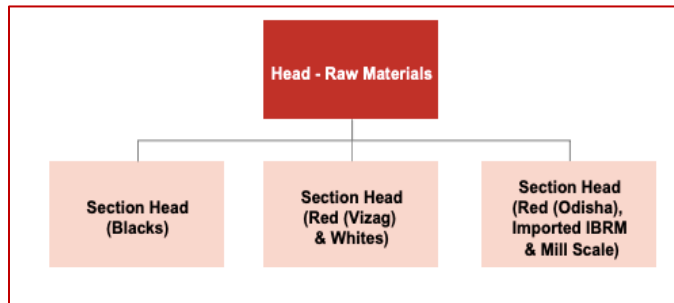 Head - Raw Materials
Section Head
(Blacks)
Section Head
(Red (Vizag)
& Whites)
Section Head
(Red (Odisha),
Imported IBRM
& Mill Scale)